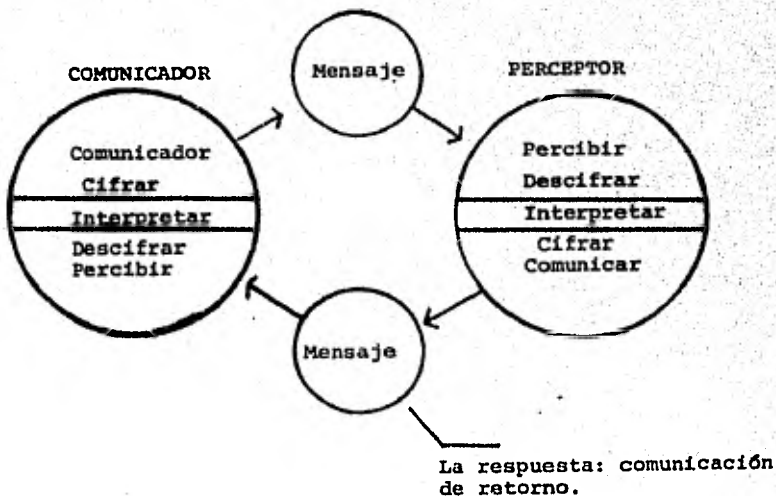 COMUNICADOR
Mensaje
PERCEPTOR
Comunicador
Cifrar
Interpretar
Descifrar
Percibir
Percibir
Descifrar
Interpretar
Cifrar
Comunicar
Mensaje
La respuesta: comunicación
de retorno.